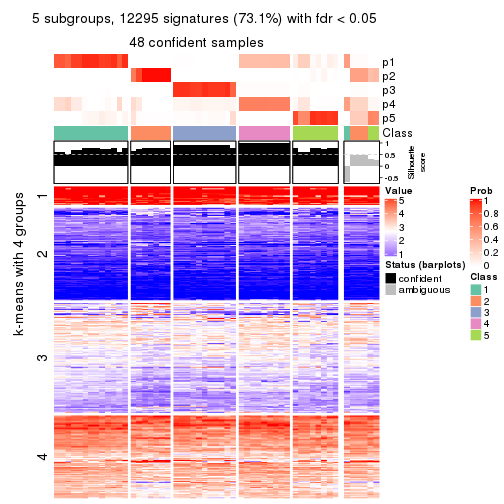 5 subgroups, 12295 signatures (73.1%) with fdr < 0.05
48 confident samples
p1
p2
p3
p4
p5
Class
1
0.5
0
-0.5
Silhouette
score
k-means with 4 groups
1
2
3
4
Value
5
4
3
2
1
Status (barplots)
confident
ambiguous
Prob
1
0.8
0.6
0.4
0.2
0
Class
1
2
3
4
5